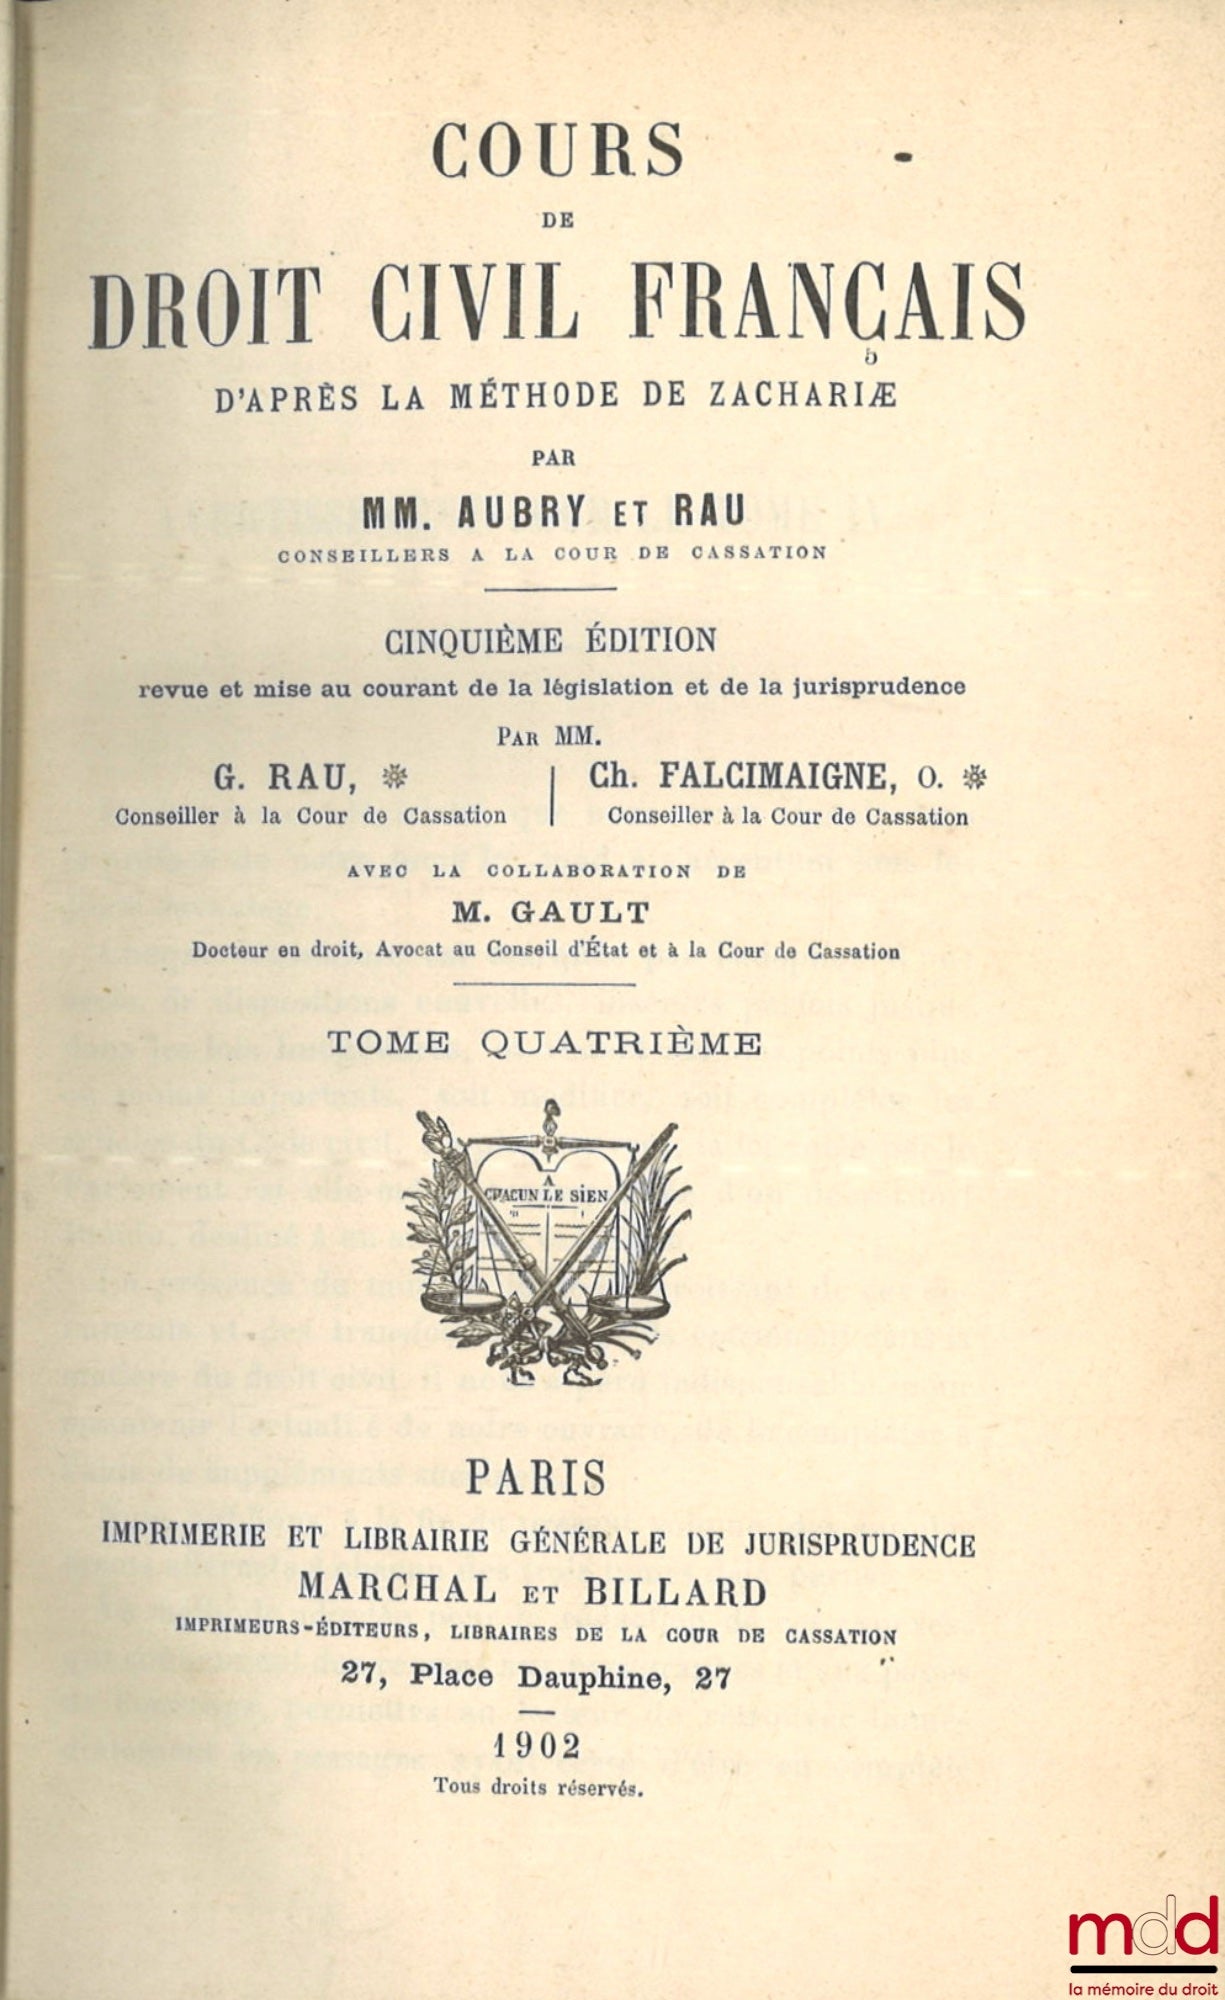 COURS
DE
DROIT CIVIL FRANÇAIS
D'APRÈS LA MÉTHODE DE ZACHARIÆ
PAR
MM. AUBRY ET RAU
CONSEILLERS A LA COUR DE CASSATION
CINQUIÈME ÉDITION
revue et mise au courant de la législation et de la jurisprudence
PAR MM.
G. RAU, ❋
Conseiller à la Cour de Cassation
Ch. FALCIMAIGNE, O. ❋
Conseiller à la Cour de Cassation
AVEC LA COLLABORATION DE
M. GAULT
Docteur en droit, Avocat au Conseil d'État et à la Cour de Cassation
TOME QUATRIÈME
A
CHACUN LE SIEN
PARIS
IMPRIMERIE ET LIBRAIRIE GÉNÉRALE DE JURISPRUDENCE
MARCHAL ET BILLARD
IMPRIMEURS-ÉDITEURS, LIBRAIRES DE LA COUR DE CASSATION
27, Place Dauphine, 27
1902
Tous droits réservés.
mdd
la mémoire du droit